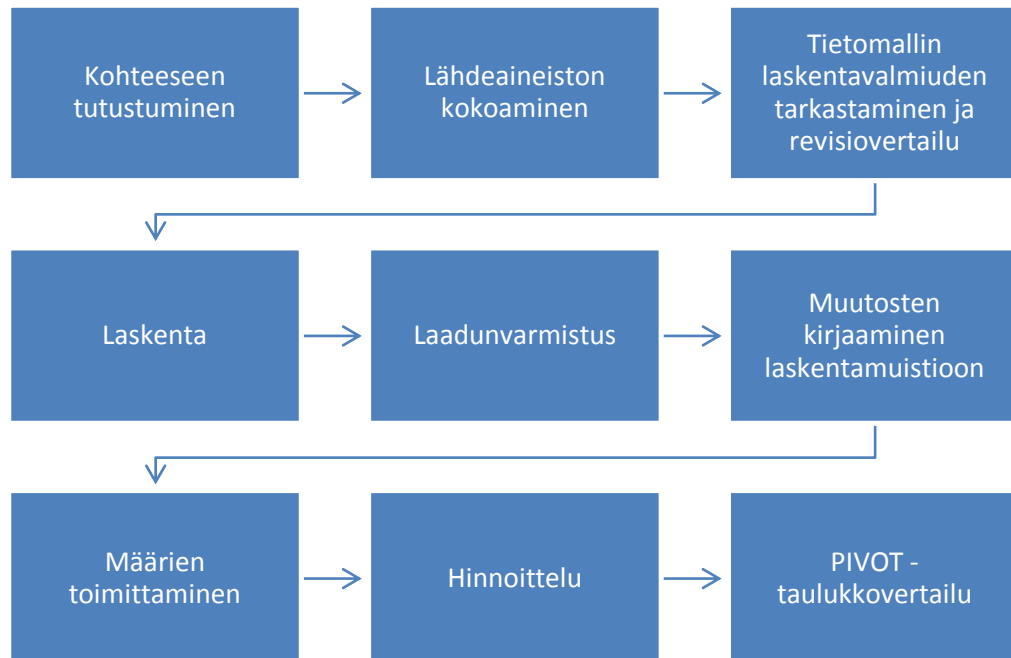 Kohteeseen
tutustuminen
Lähdeaineiston
kokoaminen
Tietomallin
laskentavalmiuden
tarkastaminen ja
revisiovertailu
Laskenta
Laadunvarmistus
Muutosten
kirjaaminen
laskentamuistioon
Määrien
toimittaminen
Hinnoittelu
PIVOT -
taulukkovertailu